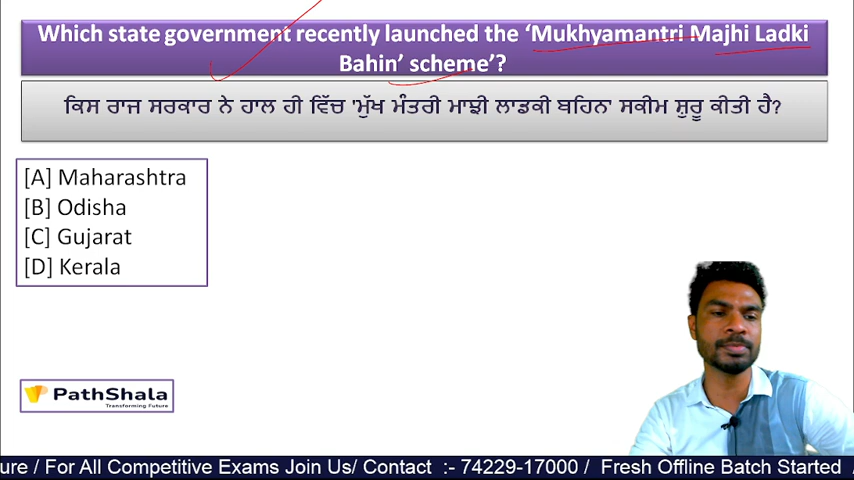 Which state government recently launched the ‘Mukhyamantri Majhi Ladki
Bahin’ scheme’?
ਕਿਸ ਰਾਜ ਸਰਕਾਰ ਨੇ ਹਾਲ ਹੀ ਵਿੱਚ 'ਮੁੱਖ ਮੰਤਰੀ ਮਾਝੀ ਲਾਡਕੀ ਬਹਿਨਾ' ਸਕੀਮ ਸ਼ੁਰੂ ਕੀਤੀ ਹੈ?
[A] Maharashtra
[B] Odisha
[C] Gujarat
[D] Kerala
PathShala
Transforming Future
ure / For All Competitive Exams Join Us/ Contact :- 74229-17000 / Fresh Offline Batch Started